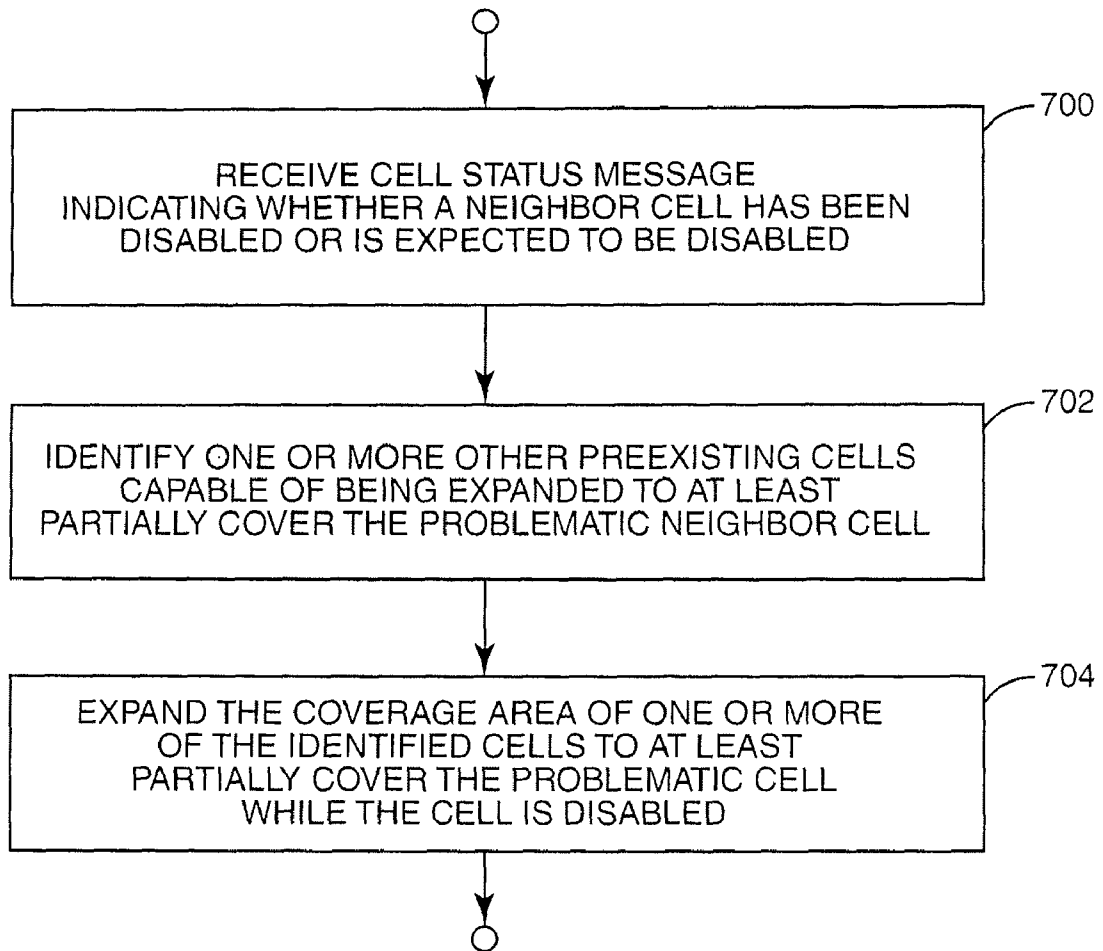 700
RECEIVE CELL STATUS MESSAGE
INDICATING WHETHER A NEIGHBOR CELL HAS BEEN
DISABLED OR IS EXPECTED TO BE DISABLED
702
IDENTIFY ONE OR MORE OTHER PREEXISTING CELLS
CAPABLE OF BEING EXPANDED TO AT LEAST
PARTIALLY COVER THE PROBLEMATIC NEIGHBOR CELL
704
EXPAND THE COVERAGE AREA OF ONE OR MORE
OF THE IDENTIFIED CELLS TO AT LEAST
PARTIALLY COVER THE PROBLEMATIC CELL
WHILE THE CELL IS DISABLED